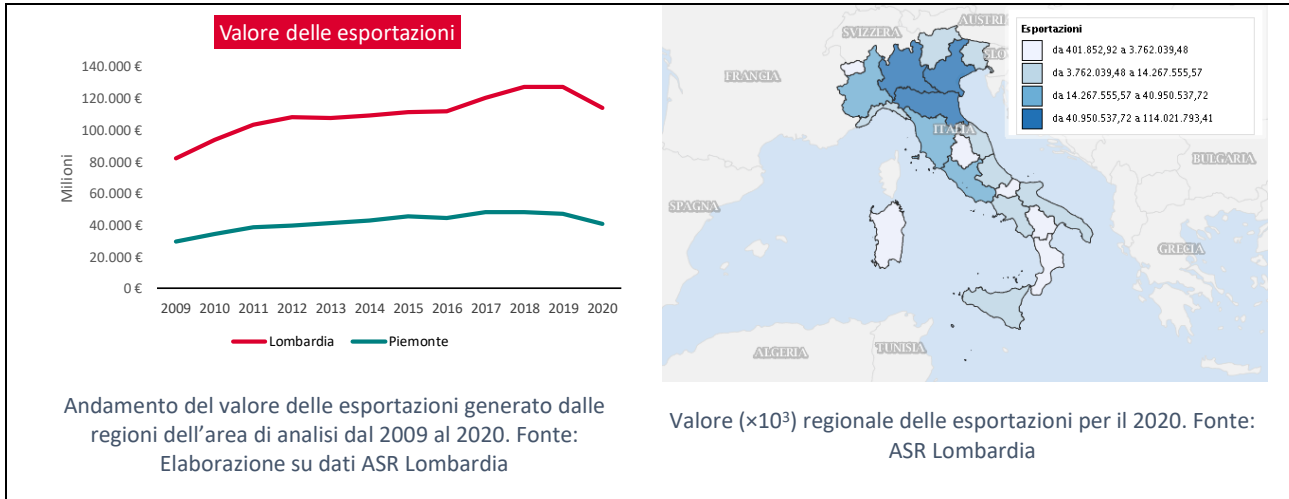 Valore delle esportazioni
140.000 €
120.000 €
100.000 €
80.000 €
60.000 €
40.000 €
20.000 €
0 €
Milioni
2009 2010 2011 2012 2013 2014 2015 2016 2017 2018 2019 2020
Lombardia Piemonte
Andamento del valore delle esportazioni generato dalle
regioni dell'area di analisi dal 2009 al 2020. Fonte:
Elaborazione su dati ASR Lombardia
Esportazioni
da 401.852,92 a 3.762.039,48
da 3.762.039,48 a 14.267.555,57
da 14.267.555,57 a 40.950.537,72
da 40.950.537,72 a 114.021.793,41
AUSTRI
SVIZZERA
SLO
FRANCIA
ITALIA
BULGARIA
SPAGNA
GRECIA
ALGERIA
TUNISIA
Valore (×10³) regionale delle esportazioni per il 2020. Fonte:
ASR Lombardia